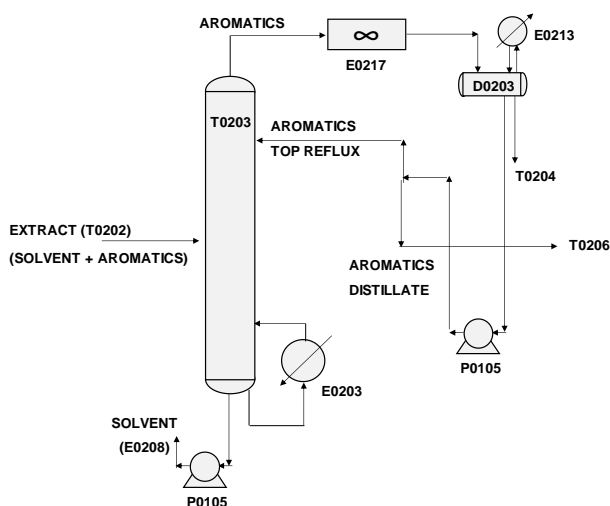 AROMATICS
∞
E0217
E0213
D0203
T0203
AROMATICS
TOP REFLUX
T0204
EXTRACT (T0202)
(SOLVENT + AROMATICS)
T0206
AROMATICS
DISTILLATE
P0105
E0203
SOLVENT
(E0208)
P0105